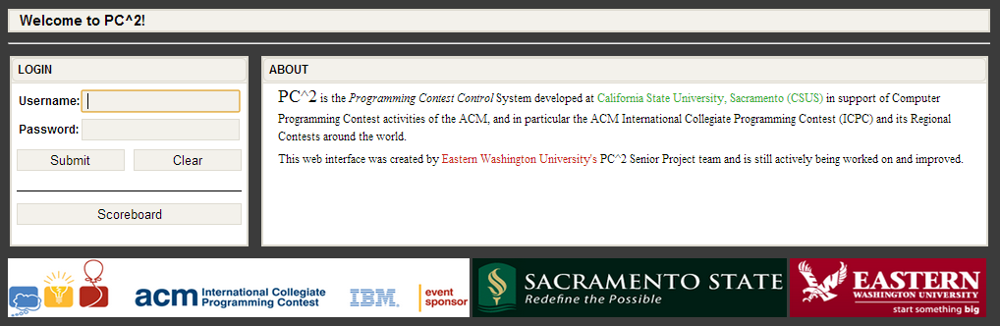 Welcome to PC^2!
LOGIN
Username:
Password:
Submit Clear
Scoreboard
ABOUT
PC^2 is the Programming Contest Control System developed at California State University, Sacramento (CSUS) in support of Computer
Programming Contest activities of the ACM, and in particular the ACM International Collegiate Programming Contest (ICPC) and its Regional
Contests around the world.
This web interface was created by Eastern Washington University's PC^2 Senior Project team and is still actively being worked on and improved.
acm International Collegiate
Programming Contest
IBM.
event
sponsor
SACRAMENTO STATE
Redefine the Possible
EASTERN
WASHINGTON UNIVERSITY
start something big